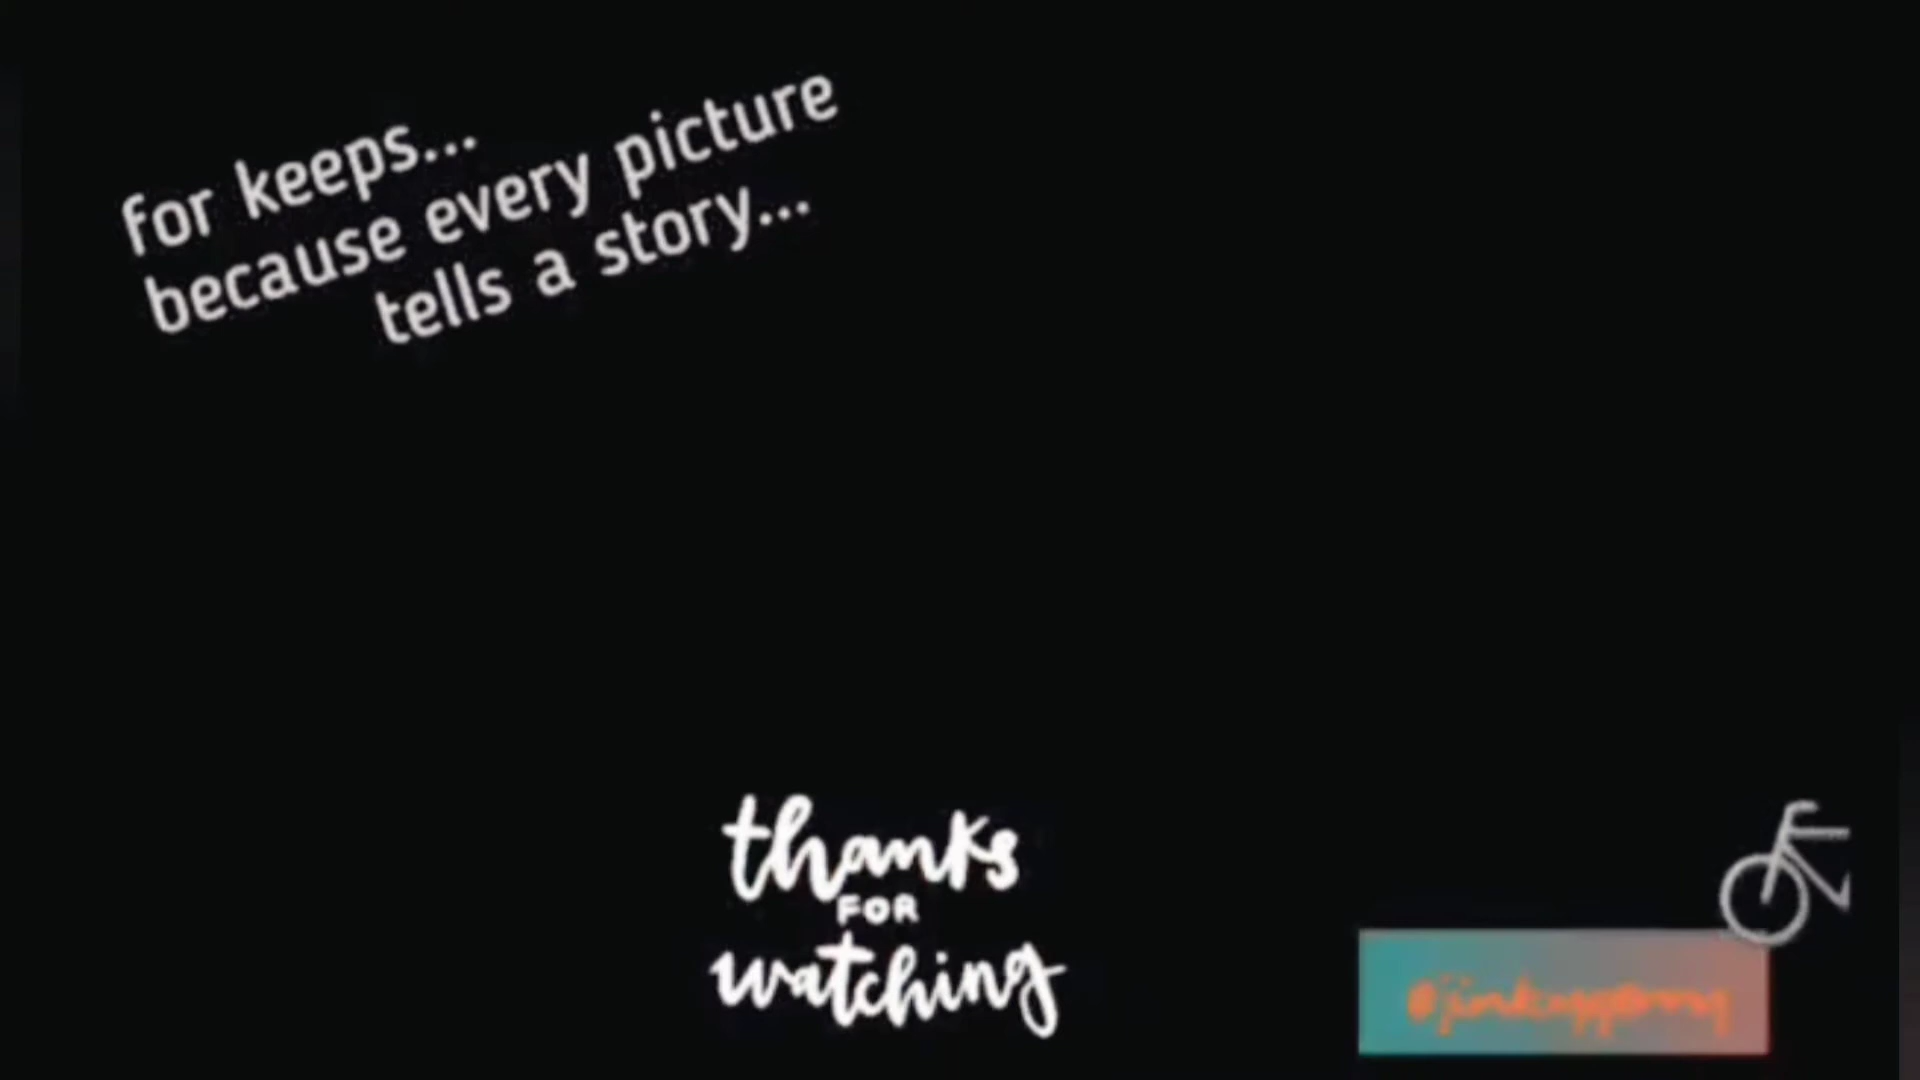 for keeps...
because every picture
tells a story...
thanks
FOR
watching